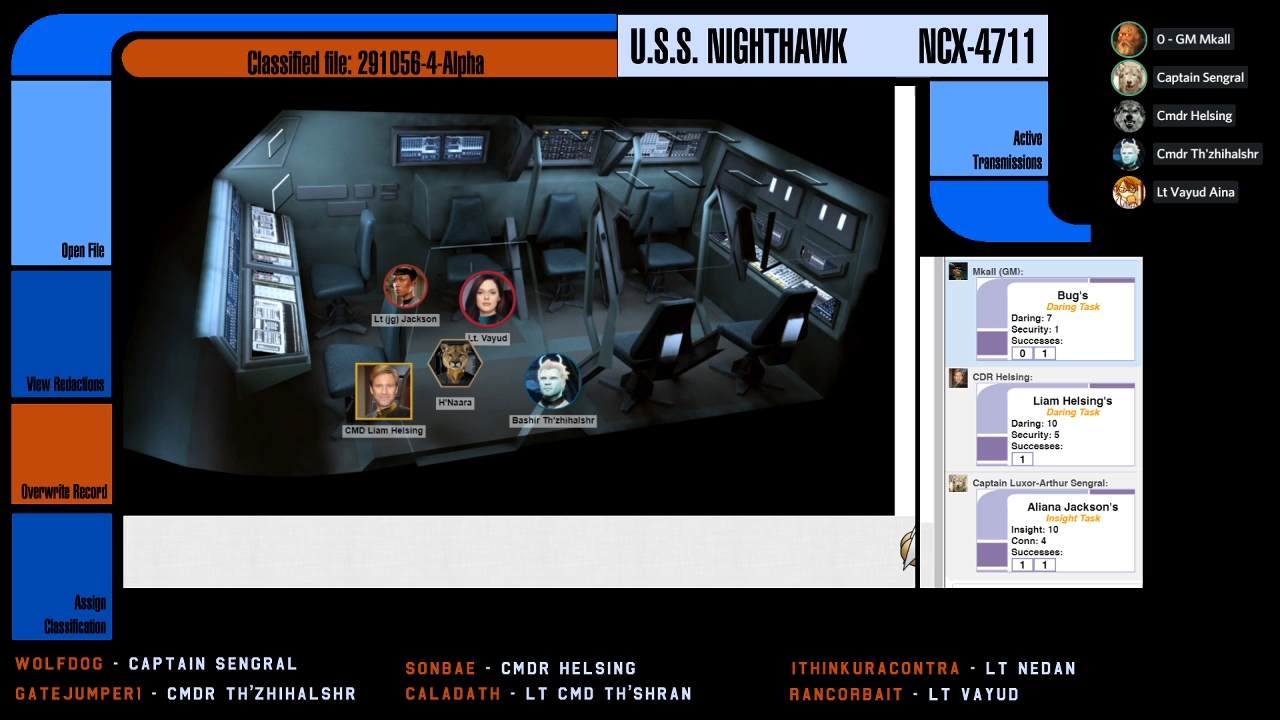 Classified file: 291056-4-Alpha
U.S.S. NIGHTHAWK NCX-4711
Open File
View Redactions
Overwrite Record
Assign
Classification
Active
Transmissions
0 - GM Mkall
Captain Sengral
Cmdr Helsing
Cmdr Th'zhihalshr
Lt Vayud Aina
Lt (jg) Jackson
Lt. Vayud
H'Naara
CMD Liam Helsing
Bashir Th'zhihalshr
Mkall (GM):
Bug's
Daring Task
Daring: 7
Security: 1
Successes:
0 1
CDR Helsing:
Liam Helsing's
Daring Task
Daring: 10
Security: 5
Successes:
1
Captain Luxor-Arthur Sengral:
Aliana Jackson's
Insight Task
Insight: 10
Conn: 4
Successes:
1 1
WOLFDOG - CAPTAIN SENGRAL
GATEJUMPER1 - CMDR TH'ZHIHALSHR
SONBAE - CMDR HELSING
CALADATH - LT CMD TH'SHRAN
ITHINKURACONTRA - LT NEDAN
RANCORBAIT - LT VAYUD